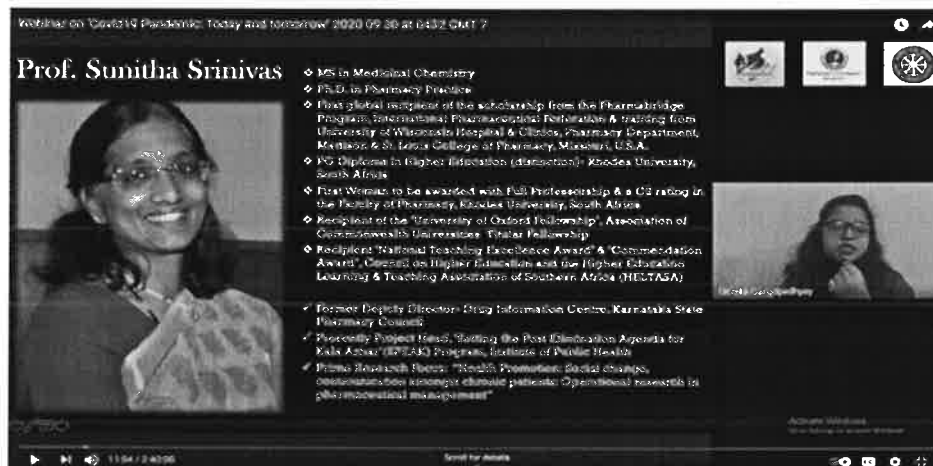 Webinar on 'Covid19 Pandemic: Today and tomorrow' 2020 09 30 at 04:32 GMT 7
Prof. Sunitha Srinivas
❖ MS in Medicinal Chemistry
❖ Ph.D. in Pharmacy Practice
❖ First global recipient of the scholarship from the Pharmabridge
Program, International Pharmaceutical Federation & training from
University of Wisconsin Hospital & Clinics, Pharmacy Department,
Madison & St. Louis College of Pharmacy, Missouri, U.S.A.
❖ PG Diploma in Higher Education (distinction)- Rhodes University,
South Africa
❖ First Woman to be awarded with Full Professorship & a C2 rating in
the Faculty of Pharmacy, Rhodes University, South Africa
❖ Recipient of the 'University of Oxford Fellowship', Association of
Commonwealth Universities Titular Fellowship
❖ Recipient 'National Teaching Excellence Award' & 'Commendation
Award', Council on Higher Education and the Higher Education
Learning & Teaching Association of Southern Africa (HELTASA)
✓ Former Deputy Director- Drug Information Centre, Karnataka State
Pharmacy Council
✓ Presently Project Head, 'Setting the Post Elimination Agenda for
Kala Azhar' (SPEAK) Program, Institute of Public Health
✓ Prime Research Focus: "Health Promotion: Social change,
communication amongst chronic patients: Operational research in
pharmaceutical management"
Activate Windows
11:04 / 2:40:06
Scroll for details